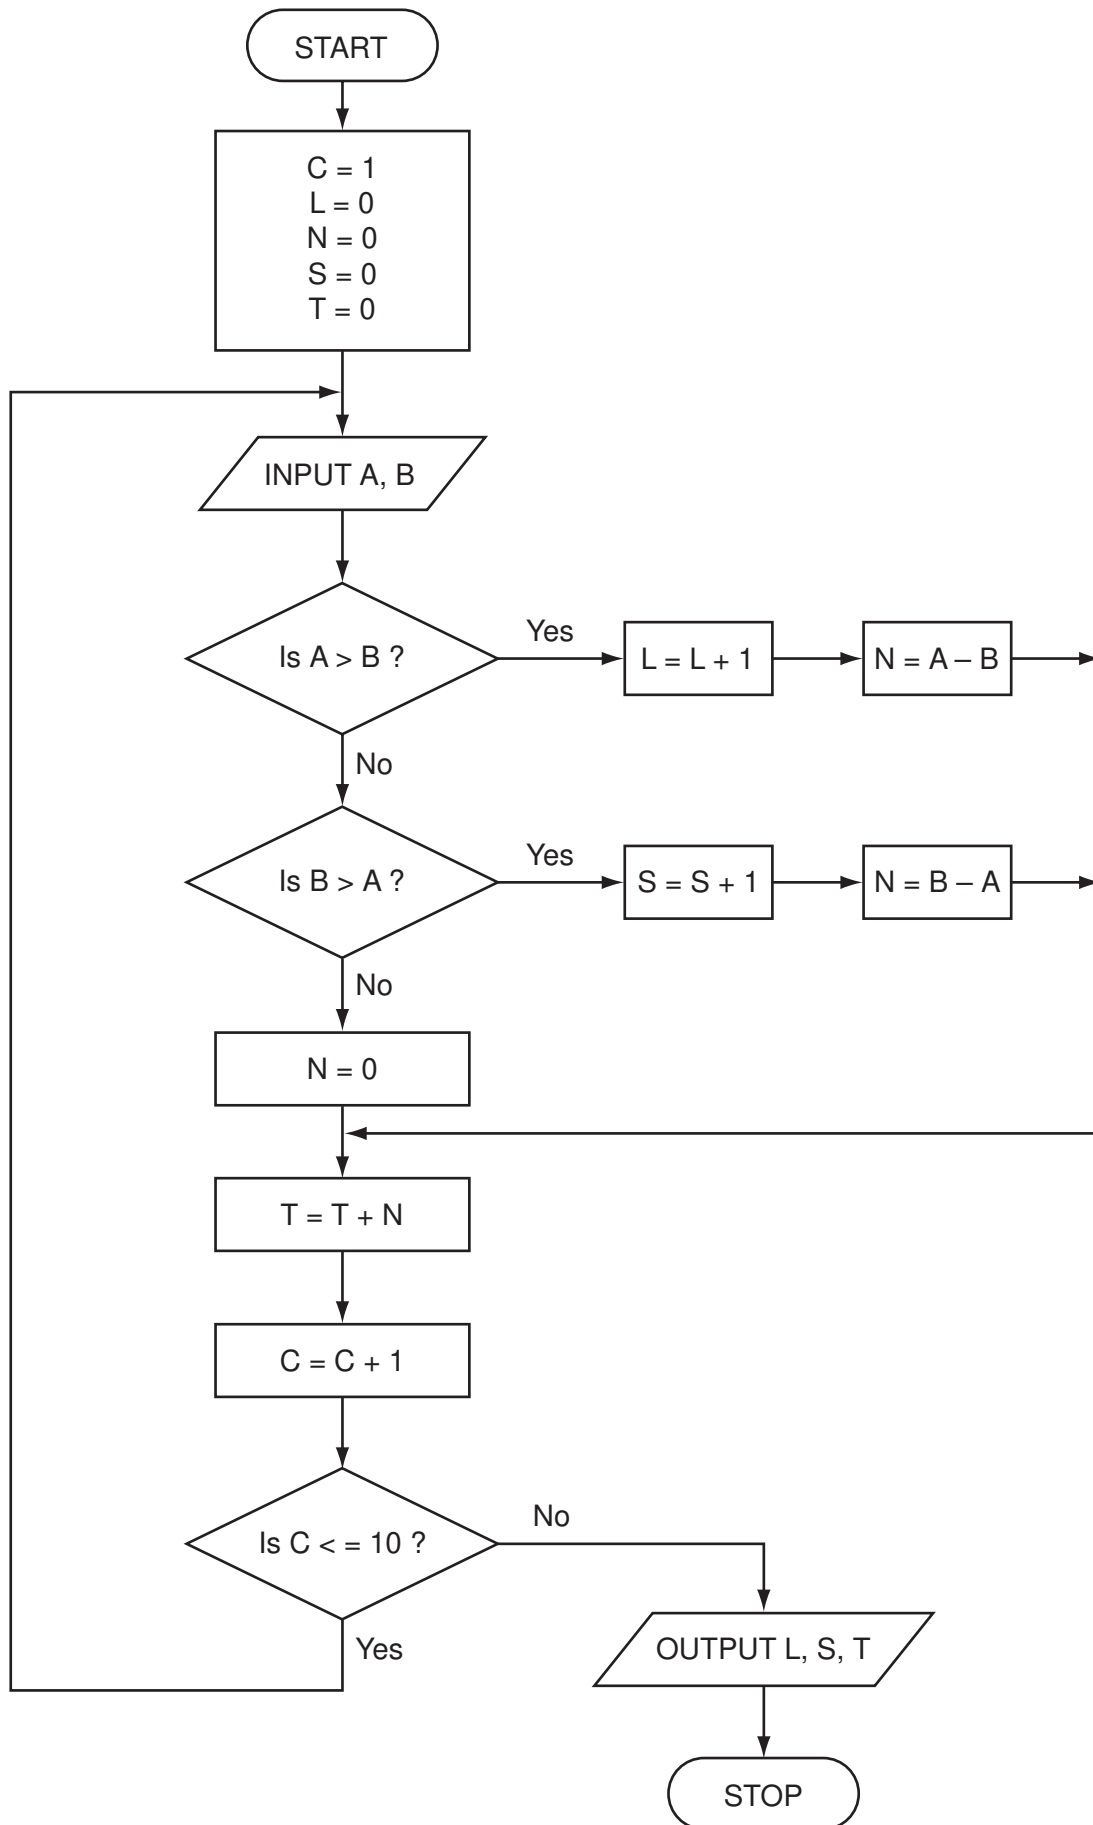 START
C = 1
L = 0
N = 0
S = 0
T = 0
INPUT A, B
Is A > B ?
Yes
L = L + 1
N = A – B
No
Is B > A ?
Yes
S = S + 1
N = B – A
No
N = 0
T = T + N
C = C + 1
Is C < = 10 ?
No
Yes
OUTPUT L, S, T
STOP